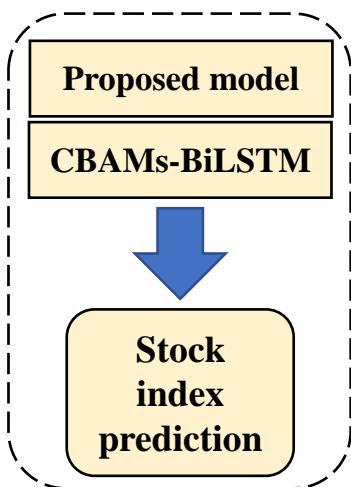 Proposed model
CBAMs-BiLSTM
Stock
index
prediction